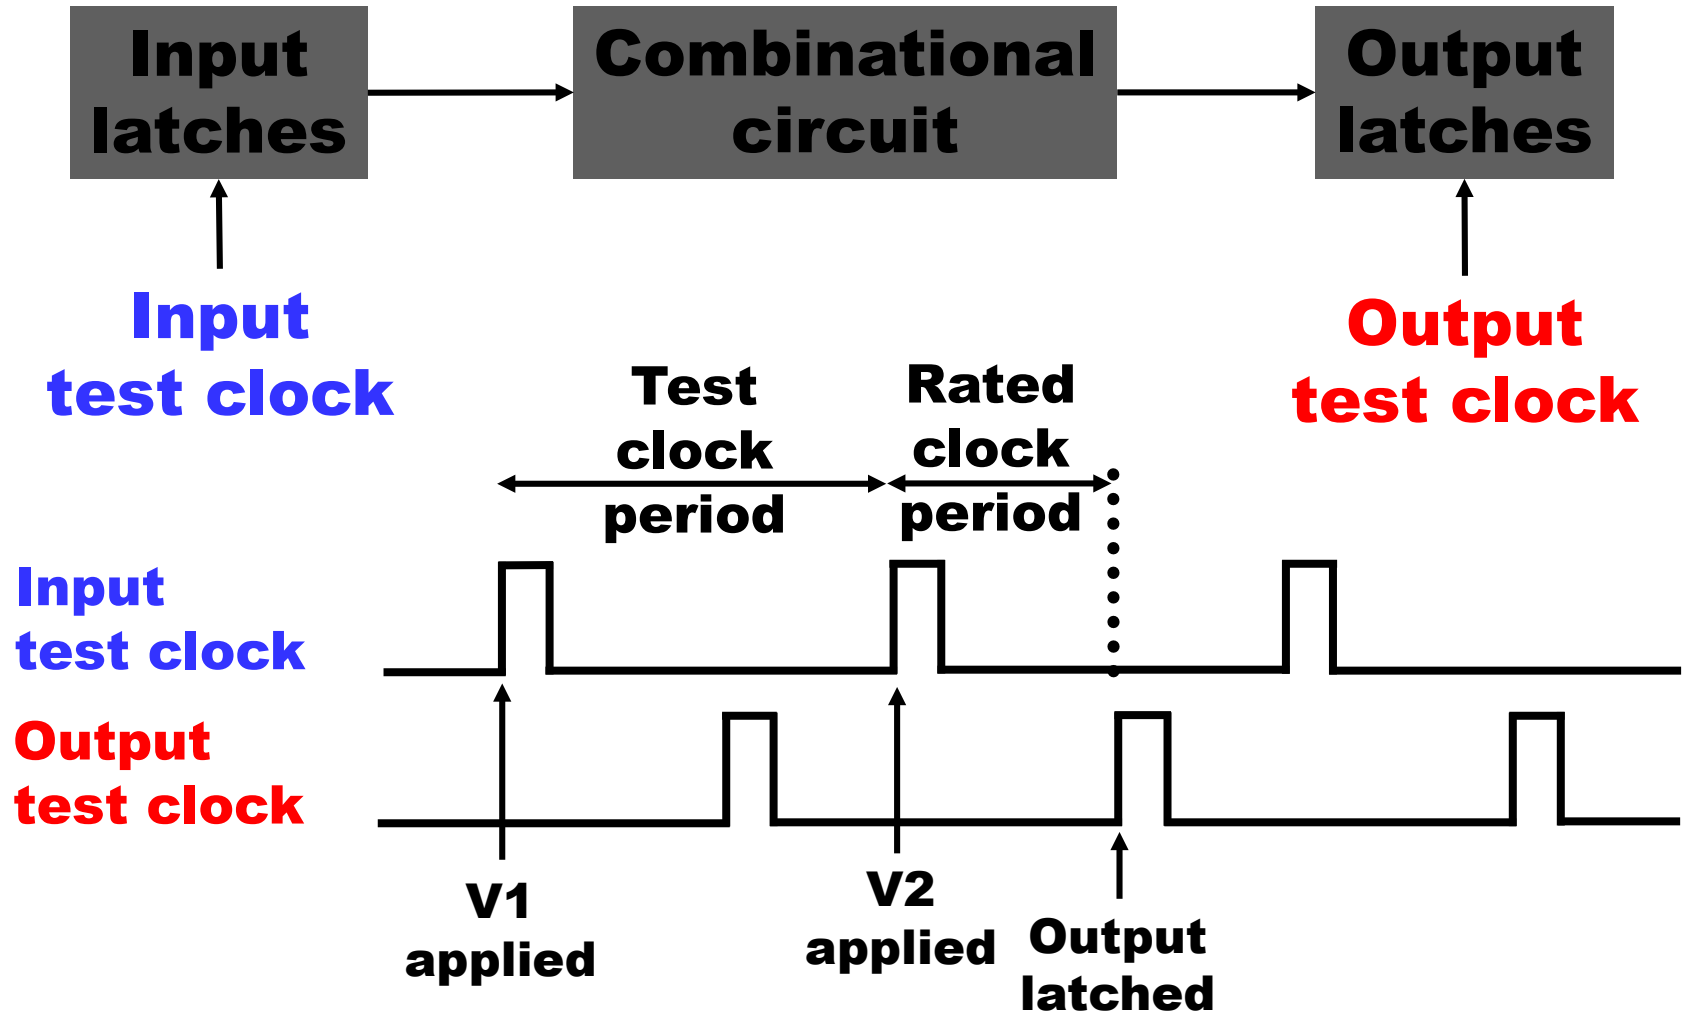 Input
latches
Combinational
circuit
Output
latches
Input
test clock
Output
test clock
Test
clock
period
Rated
clock
period
Input
test clock
Output
test clock
V1
applied
V2
applied
Output
latched